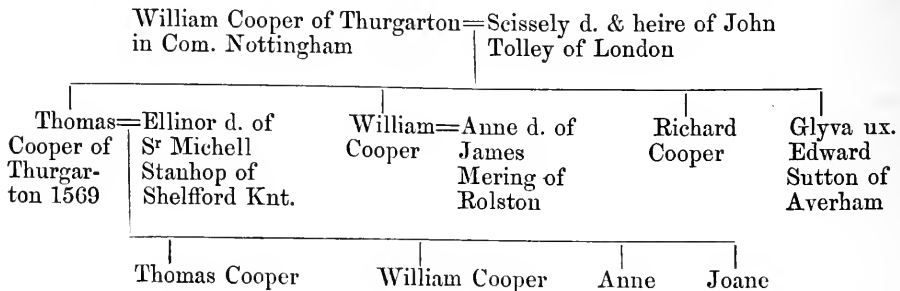 William Cooper of Thurgarton=Scissely d. & heire of John
in Com. Nottingham Tolley of London
Thomas=Ellinor d. of
Cooper of Sr Michell
Thurgar- Stanhop of
ton 1569 Shelfford Knt.
William=Anne d. of
Cooper James
Mering of
Rolston
Richard
Cooper
Glyva ux.
Edward
Sutton of
Averham
Thomas Cooper William Cooper Anne Joane